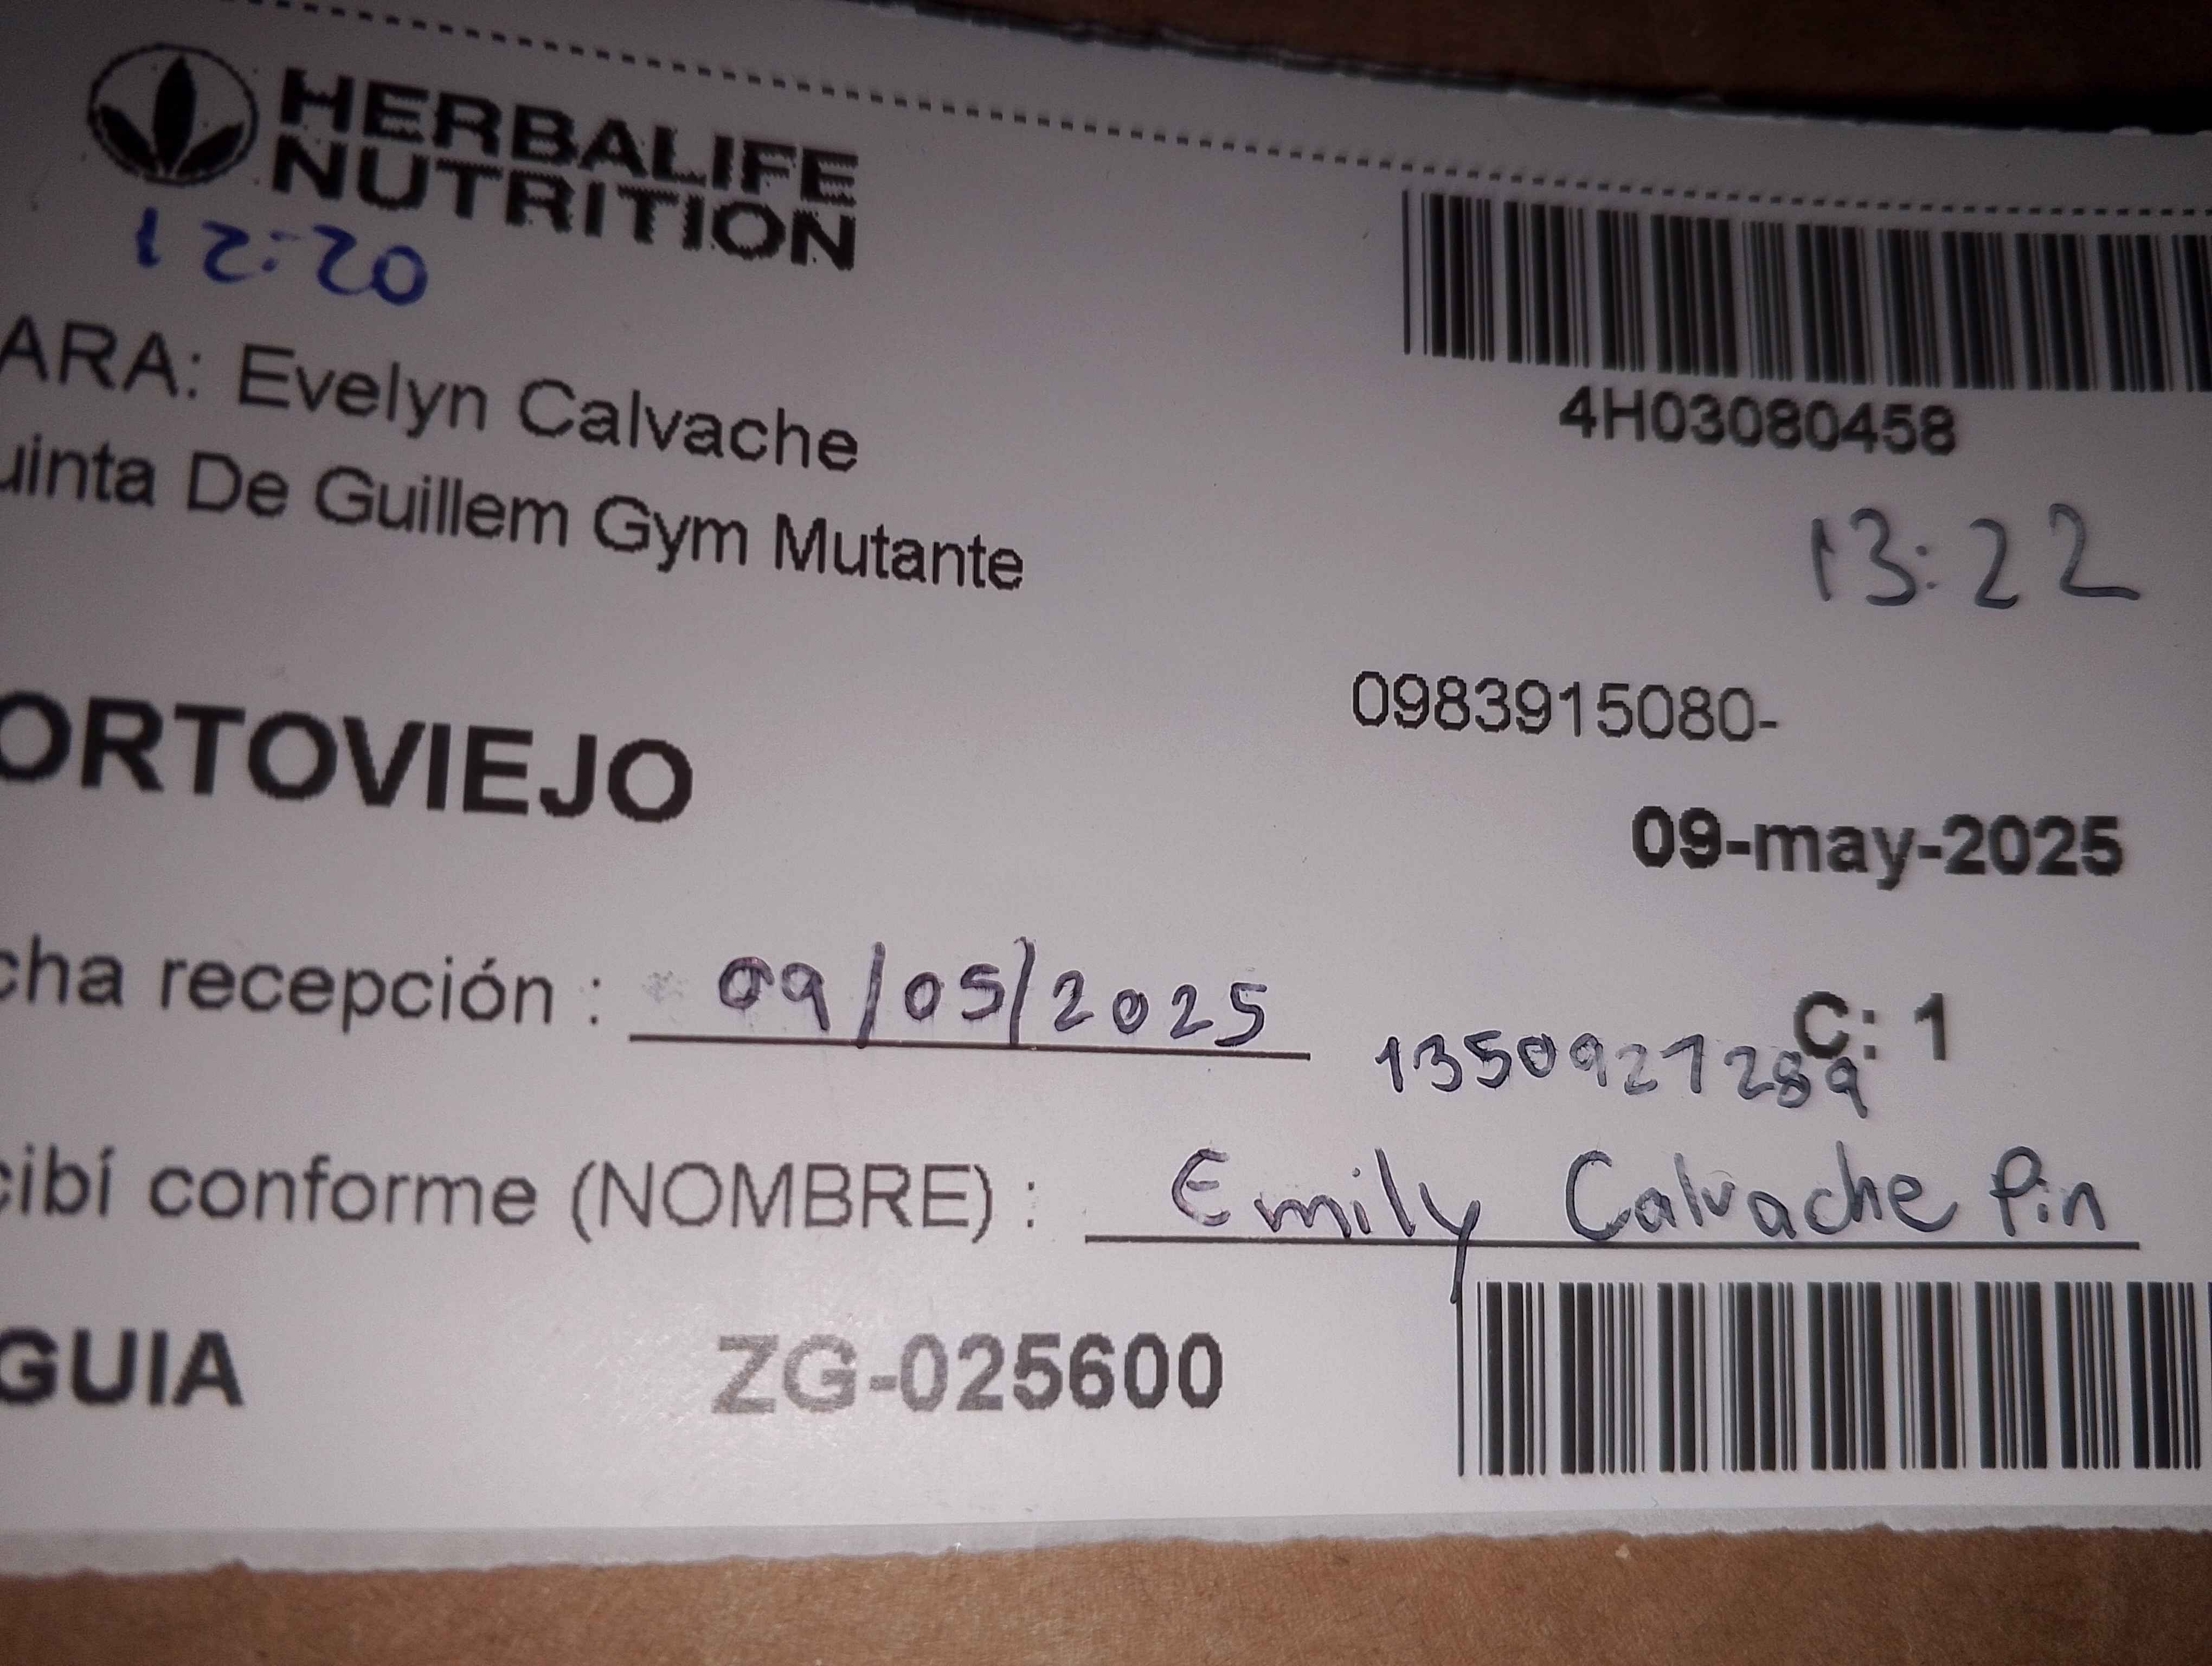 HERBALIFE
NUTRITION
12:20
ARA: Evelyn Calvache
4H03080458
uinta De Guillem Gym Mutante
13:22
0983915080-
ORTOVIEJO
09-may-2025
cha recepción : 09/05/2025
C: 1
1350927289
cibí conforme (NOMBRE) : Emily Calvache Pin
GUIA ZG-025600